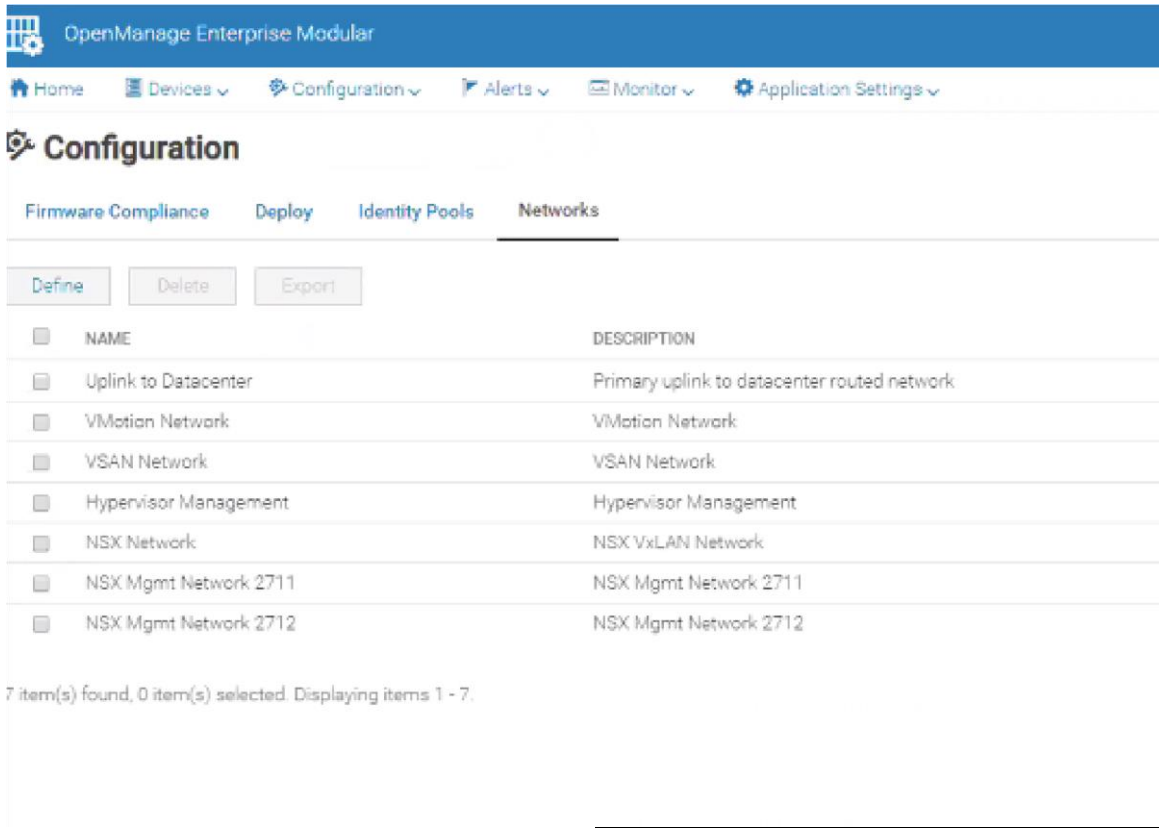 OpenManage Enterprise Modular
Home Devices Configuration Alerts Monitor Application Settings
Configuration
Firmware Compliance Deploy Identity Pools Networks
Define Delete Export
NAME DESCRIPTION
Uplink to Datacenter Primary uplink to datacenter routed network
VMotion Network VMotion Network
VSAN Network VSAN Network
Hypervisor Management Hypervisor Management
NSX Network NSX VxLAN Network
NSX Mgmt Network 2711 NSX Mgmt Network 2711
NSX Mgmt Network 2712 NSX Mgmt Network 2712
7 item(s) found, 0 item(s) selected. Displaying items 1 - 7.